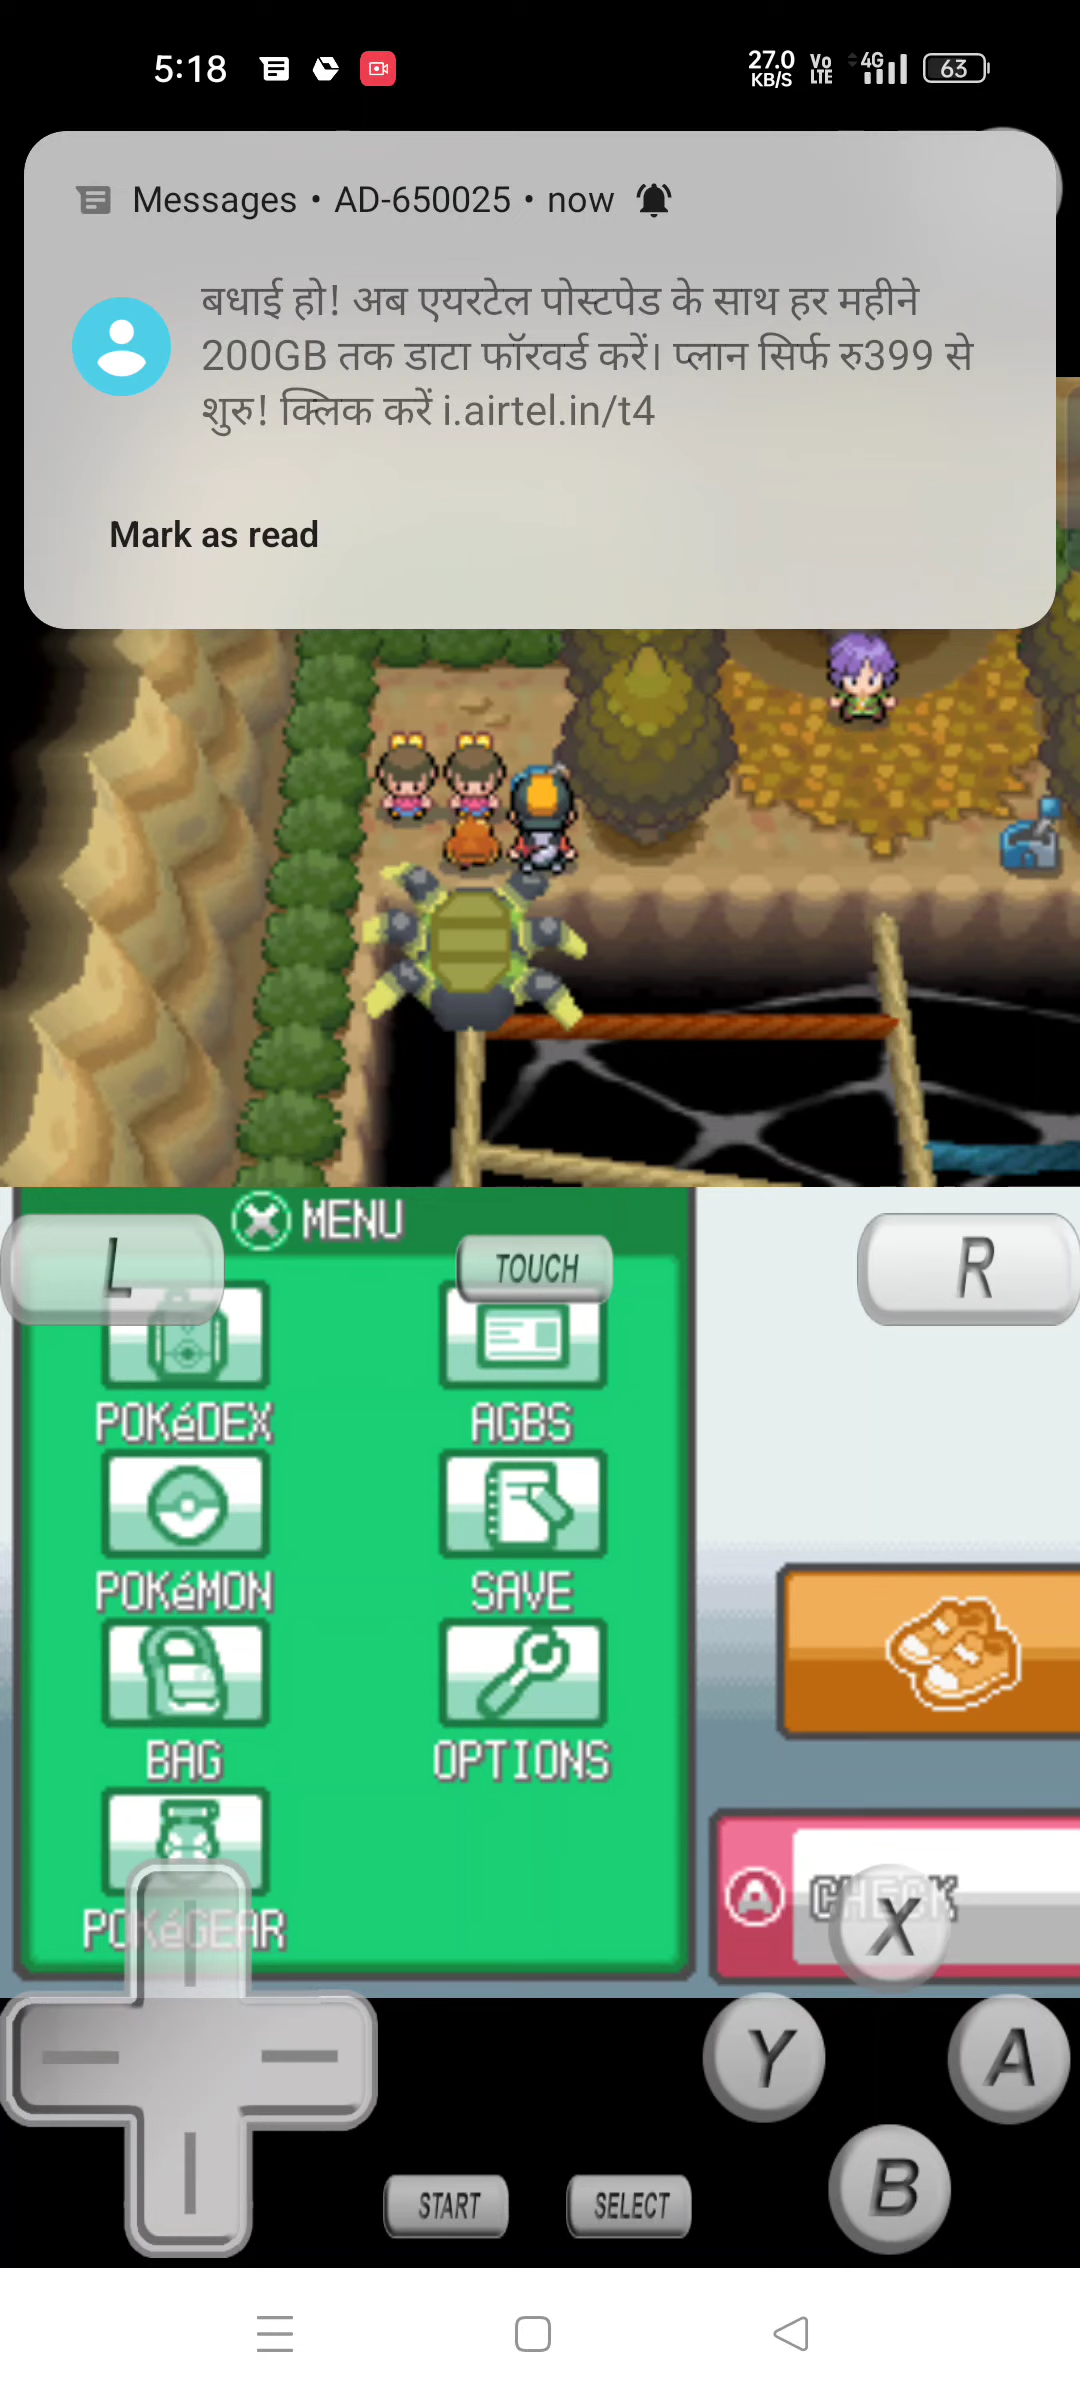 5:18
27.0
KB/S
Vo
LTE
4G
63
Messages • AD-650025 • now
बधाई हो! अब एयरटेल पोस्टपेड के साथ हर महीने
200GB तक डाटा फॉरवर्ड करें। प्लान सिर्फ रु399 से
शुरु! क्लिक करें i.airtel.in/t4
Mark as read
MENU
L
TOUCH
R
POKéDEX
AGBS
POKéMON
SAVE
BAG
OPTIONS
POKéGEAR
A
CHECK
X
Y
A
B
START
SELECT